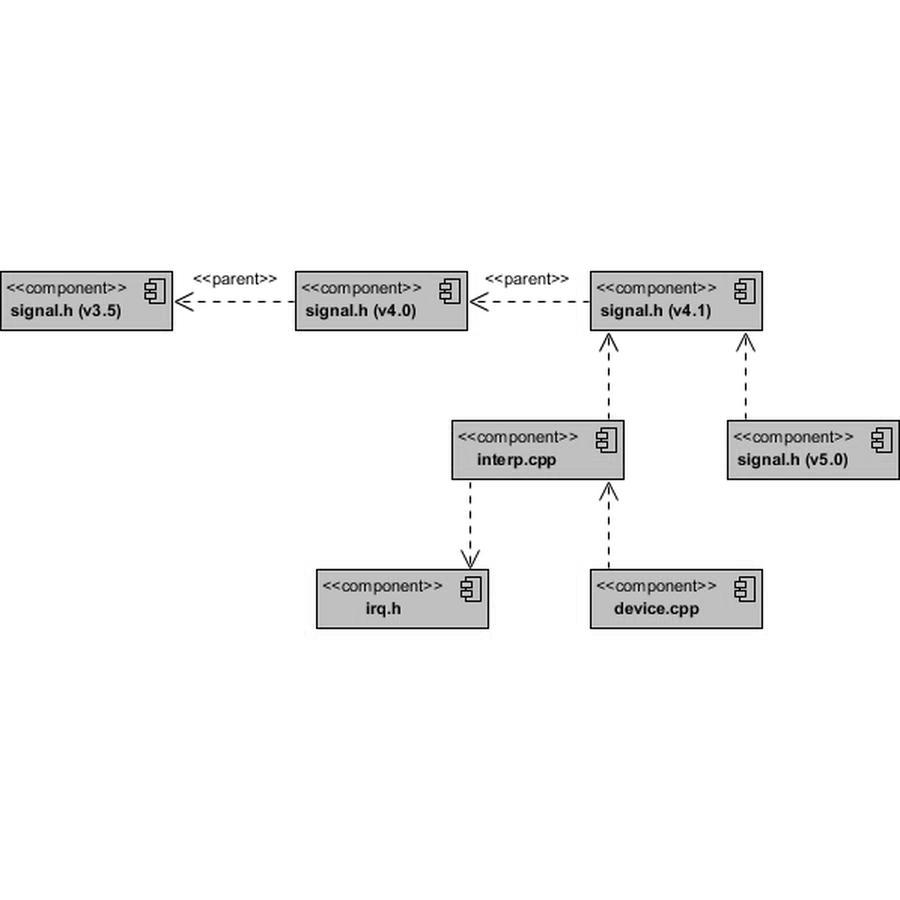 <<component>>
signal.h (v3.5)
<<parent>>
<<component>>
signal.h (v4.0)
<<parent>>
<<component>>
signal.h (v4.1)
<<component>>
interp.cpp
<<component>>
signal.h (v5.0)
<<component>>
irq.h
<<component>>
device.cpp